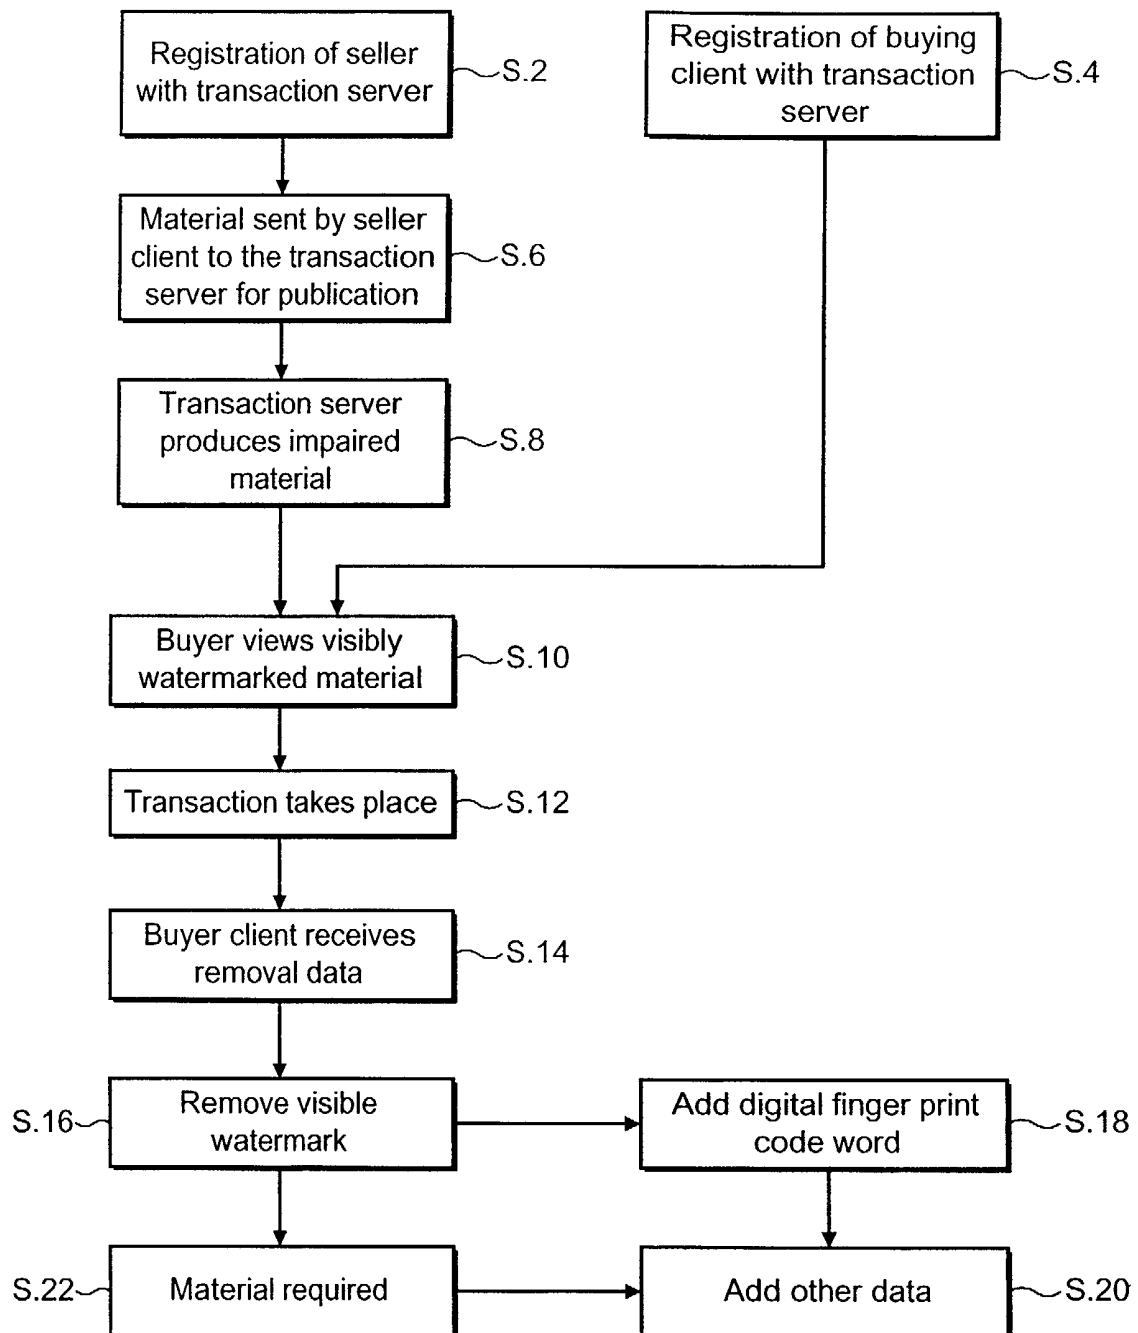 Registration of seller
with transaction server
S.2
Registration of buying
client with transaction
server
S.4
Material sent by seller
client to the transaction
server for publication
S.6
Transaction server
produces impaired
material
S.8
Buyer views visibly
watermarked material
S.10
Transaction takes place
S.12
Buyer client receives
removal data
S.14
S.16
Remove visible
watermark
Add digital finger print
code word
S.18
S.22
Material required
Add other data
S.20